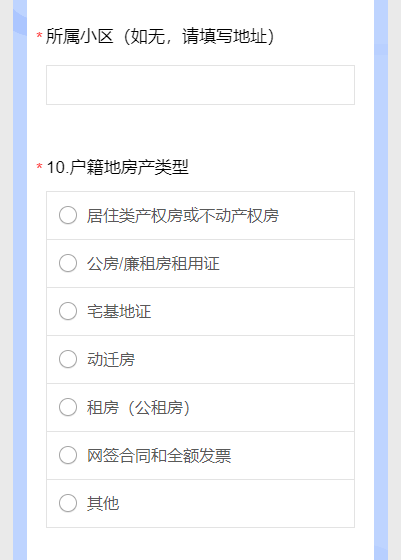 *所属小区（如无，请填写地址）
*10.户籍地房产类型
居住类产权房或不动产权房
公房/廉租房租用证
宅基地证
动迁房
租房（公租房）
网签合同和全额发票
其他